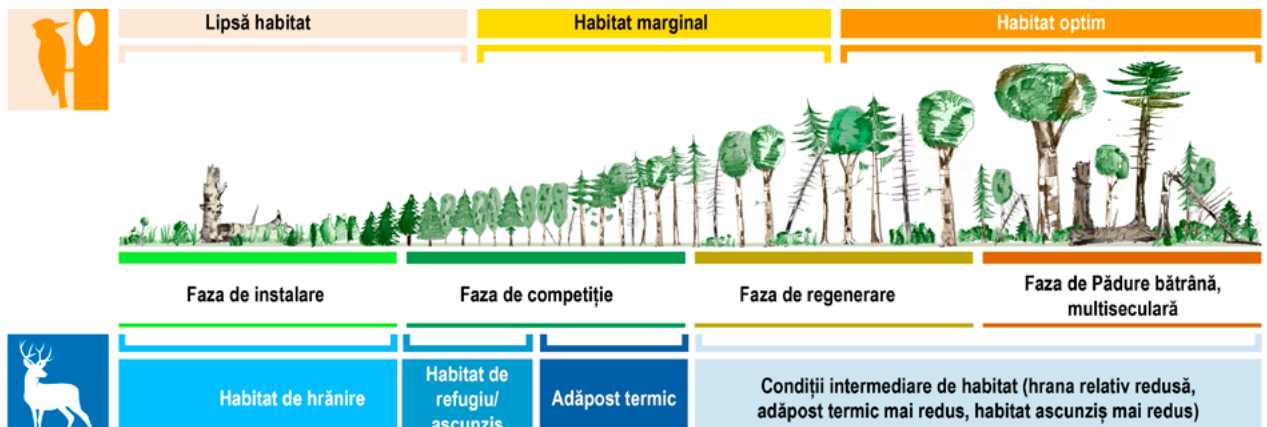 Lipsă habitat
Habitat marginal
Habitat optim
Faza de instalare
Faza de competiție
Faza de regenerare
Faza de Pădure bătrână,
multiseculară
Habitat de hrănire
Habitat de
refugiu/
ascunziș
Adăpost termic
Condiții intermediare de habitat (hrana relativ redusă,
adăpost termic mai redus, habitat ascunziș mai redus)